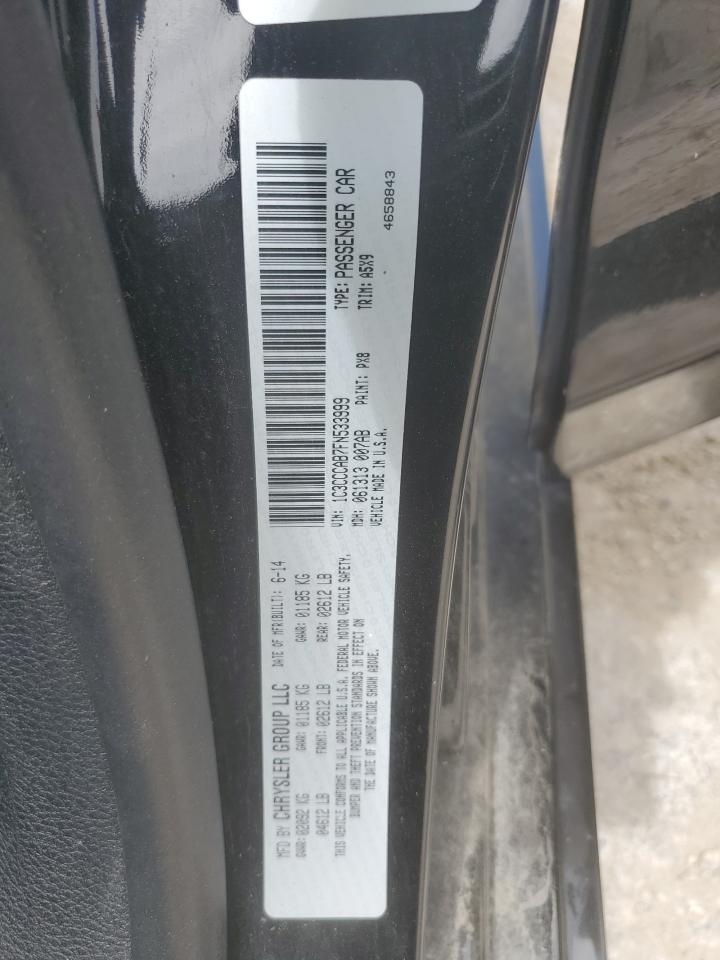 MFD BY CHRYSLER GROUP LLC DATE OF MFR(BUILT): 6-14
GVWR: 02092 KG GAWR: 01185 KG GAWR: 01185 KG
04612 LB FRONT: 02612 LB REAR: 02612 LB
THIS VEHICLE CONFORMS TO ALL APPLICABLE U.S.A. FEDERAL MOTOR VEHICLE SAFETY,
BUMPER AND THEFT PREVENTION STANDARDS IN EFFECT ON
THE DATE OF MANUFACTURE SHOWN ABOVE.
VIN: 1C3CCCAB7FN533999 TYPE: PASSENGER CAR
MDH: 061313 007AB PAINT: PX8 TRIM: A5X9
VEHICLE MADE IN U.S.A. 4658843